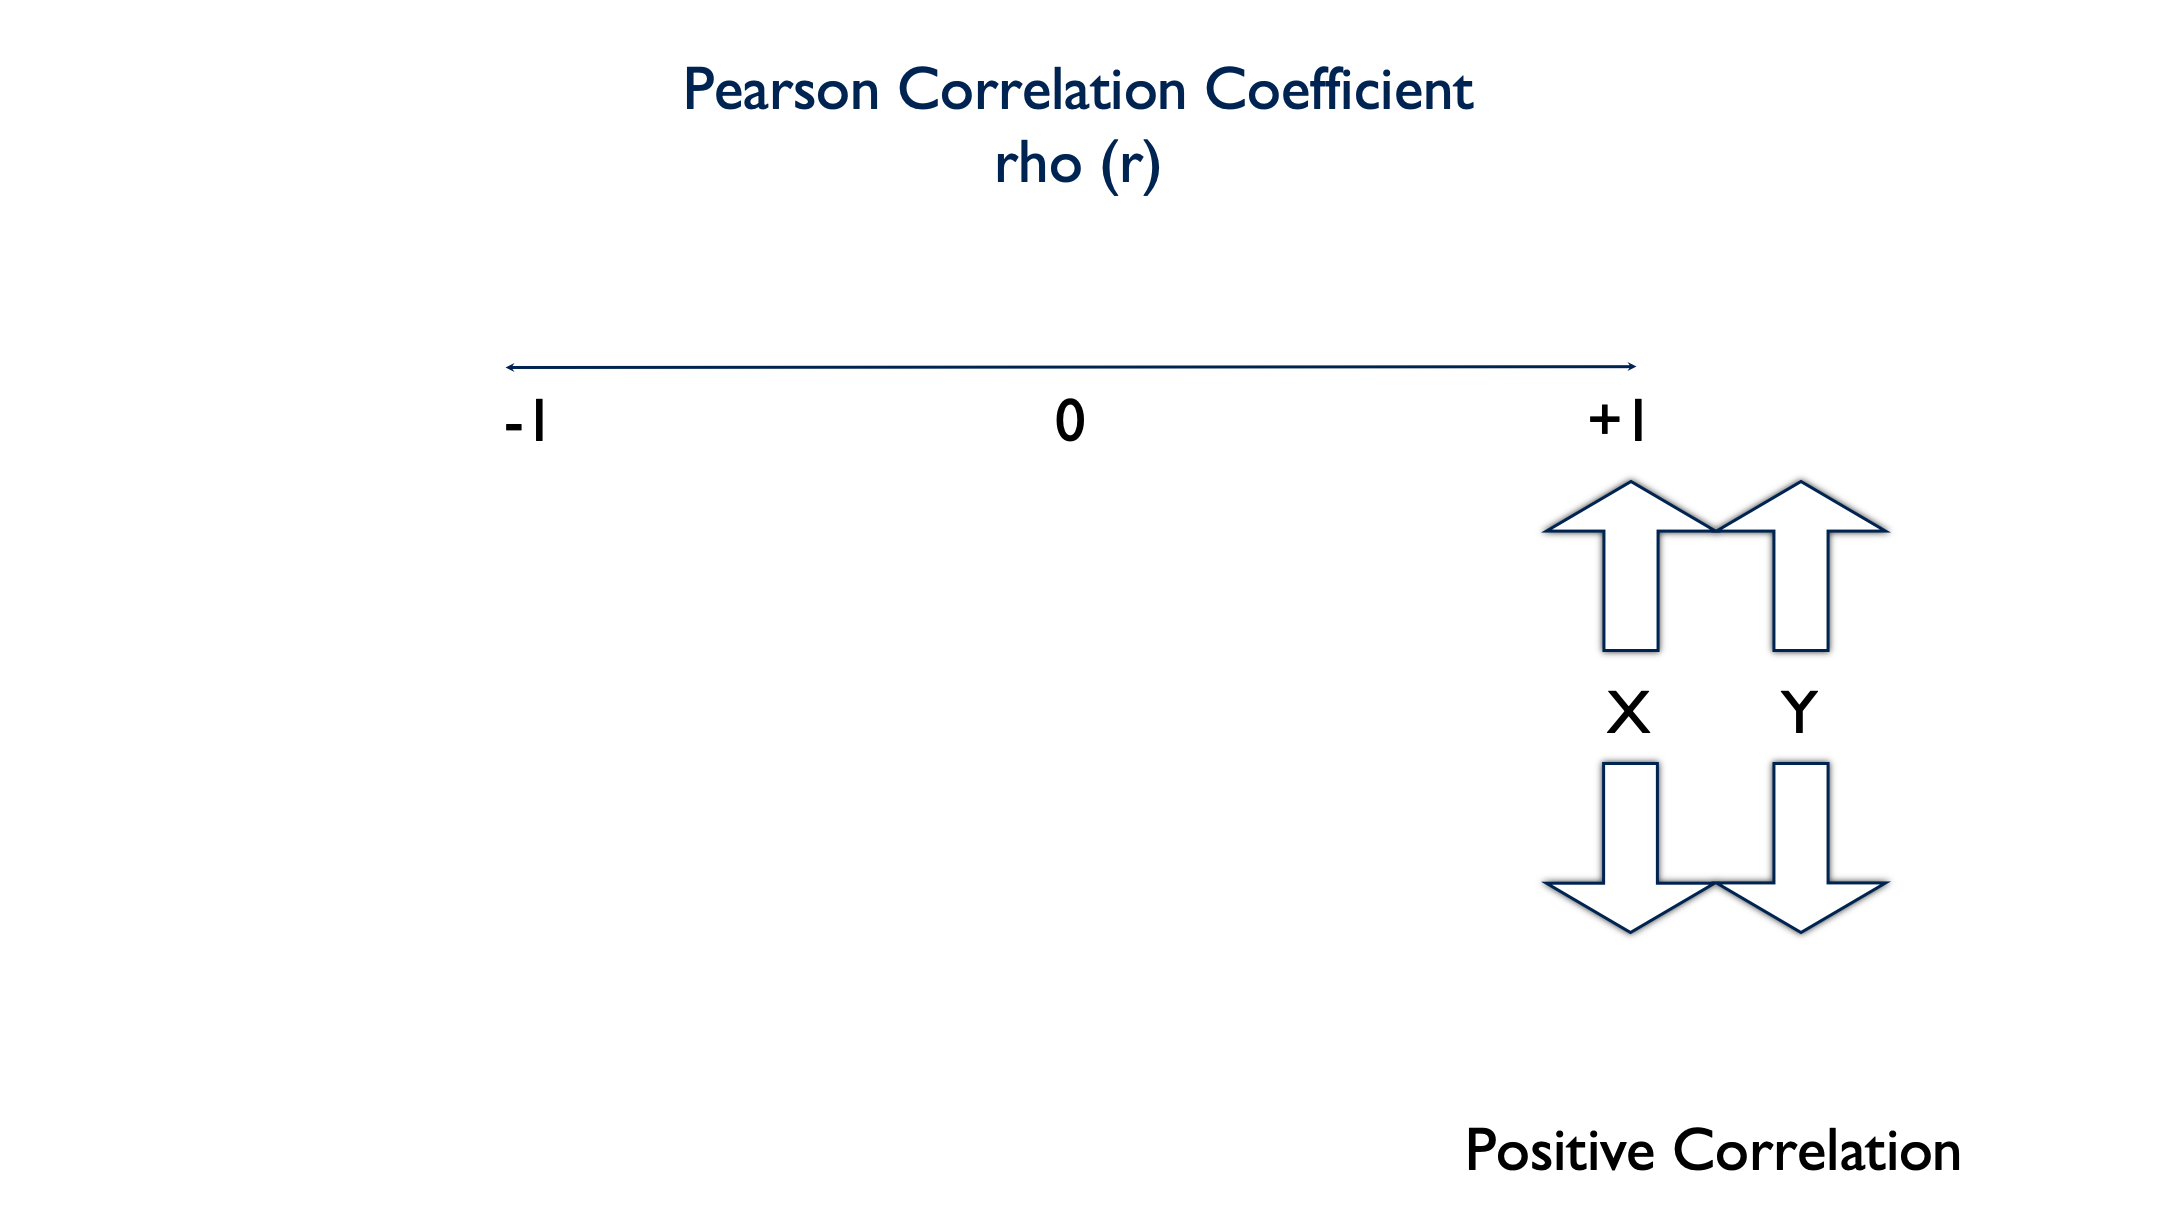 Pearson Correlation Coefficient
rho (r)
-1 0 +1
X Y
Positive Correlation